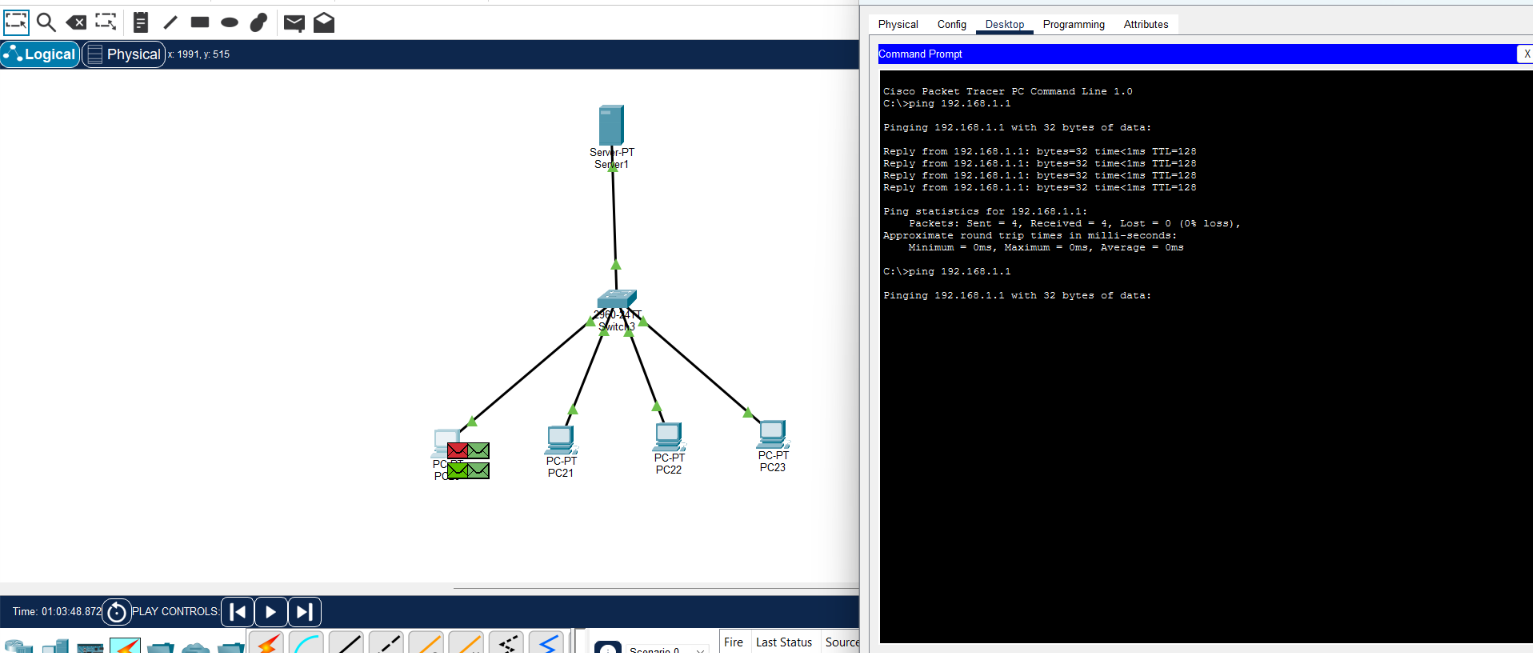 Logical
Physical
x: 1991, y: 515
Server-PT
Server1
2960-24TT
Switch3
PC-PT
PC-PT
PC21
PC-PT
PC22
PC-PT
PC23
Time: 01:03:48.872
PLAY CONTROLS:
Scenario 0
Fire
Last Status
Source
Physical
Config
Desktop
Programming
Attributes
Command Prompt
X
Cisco Packet Tracer PC Command Line 1.0
C:\>ping 192.168.1.1
Pinging 192.168.1.1 with 32 bytes of data:
Reply from 192.168.1.1: bytes=32 time<1ms TTL=128
Reply from 192.168.1.1: bytes=32 time<1ms TTL=128
Reply from 192.168.1.1: bytes=32 time<1ms TTL=128
Reply from 192.168.1.1: bytes=32 time<1ms TTL=128
Ping statistics for 192.168.1.1:
Packets: Sent = 4, Received = 4, Lost = 0 (0% loss),
Approximate round trip times in milli-seconds:
Minimum = 0ms, Maximum = 0ms, Average = 0ms
C:\>ping 192.168.1.1
Pinging 192.168.1.1 with 32 bytes of data: